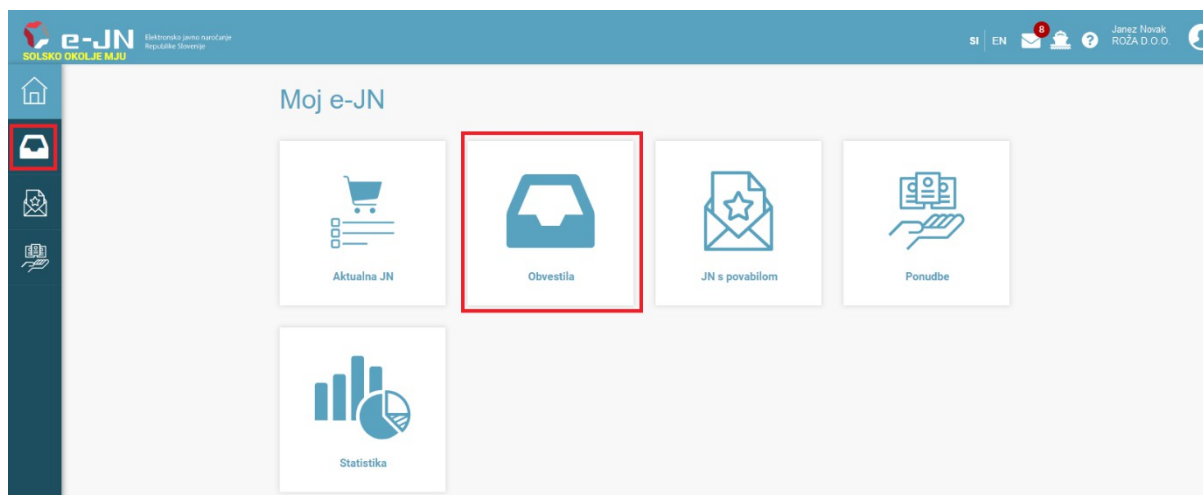 e-JN
Elektronsko javno naročanje
Republike Slovenije
SOLSKO OKOLJE MJU
SI EN
8
Janez Novak
ROŽA D.O.O.
Moj e-JN
Aktualna JN
Obvestila
JN s povabilom
Ponudbe
Statistika